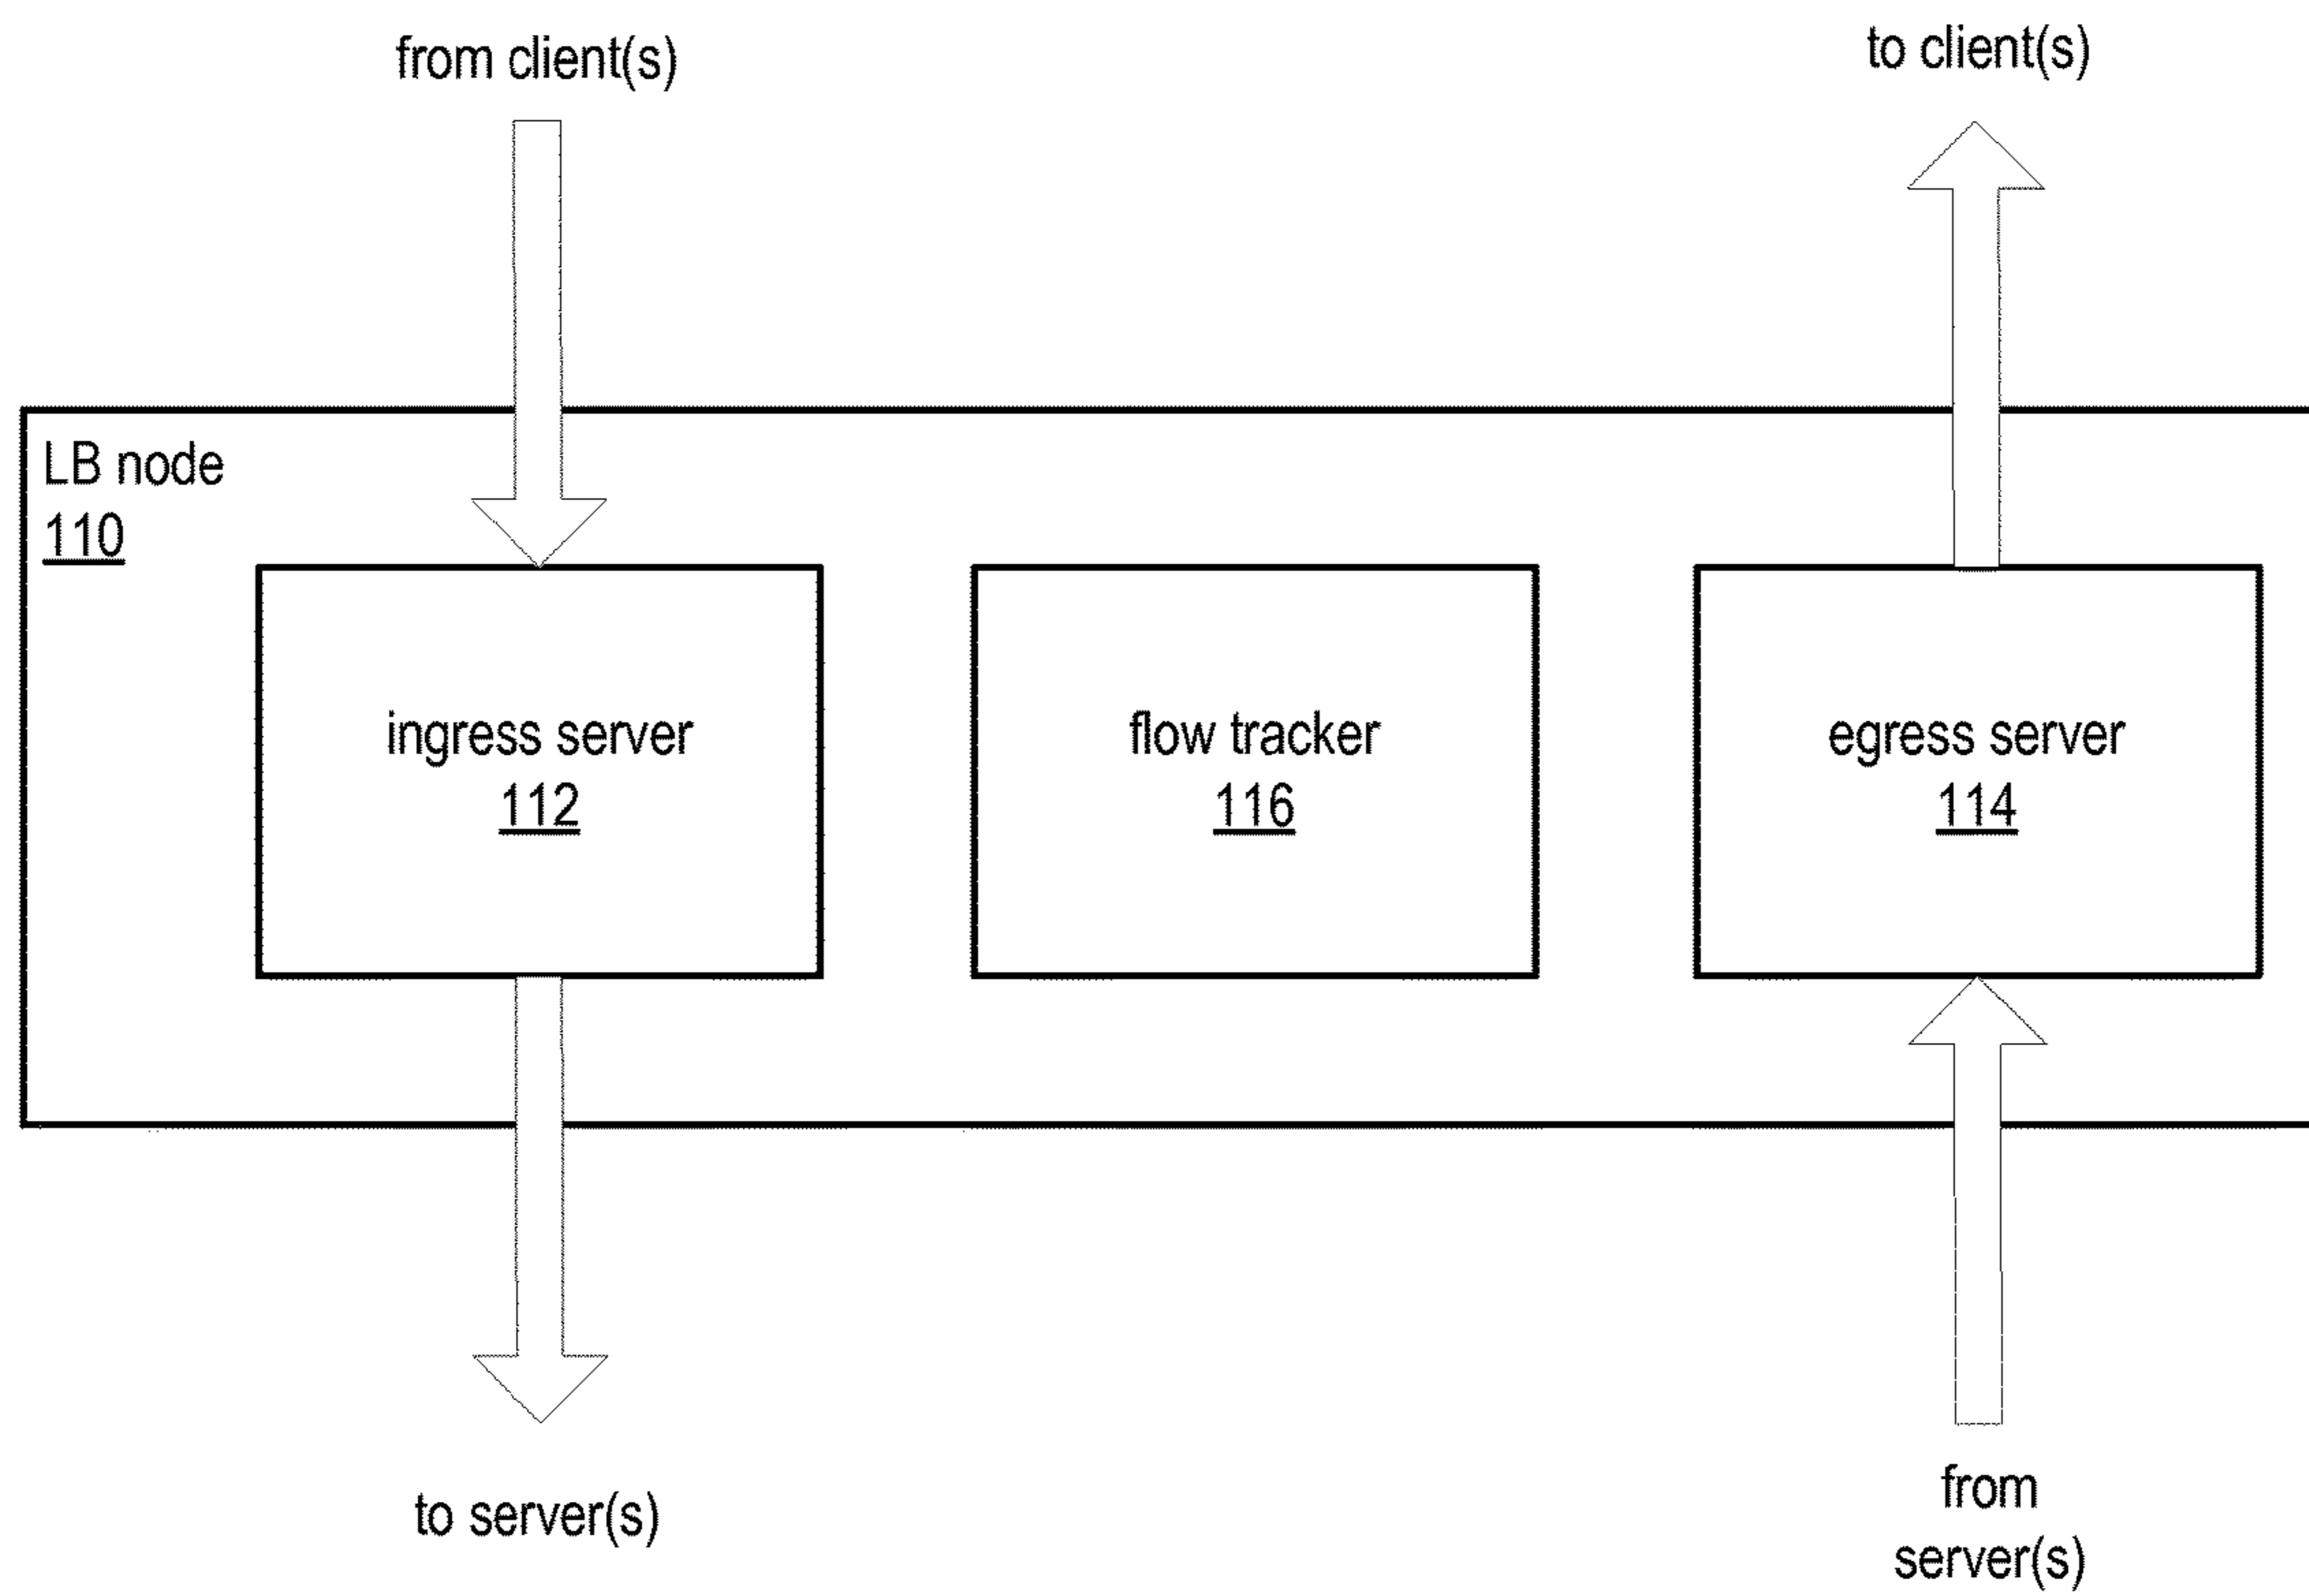 from client(s)
to client(s)
LB node
110
ingress server
112
flow tracker
116
egress server
114
to server(s)
from
server(s)